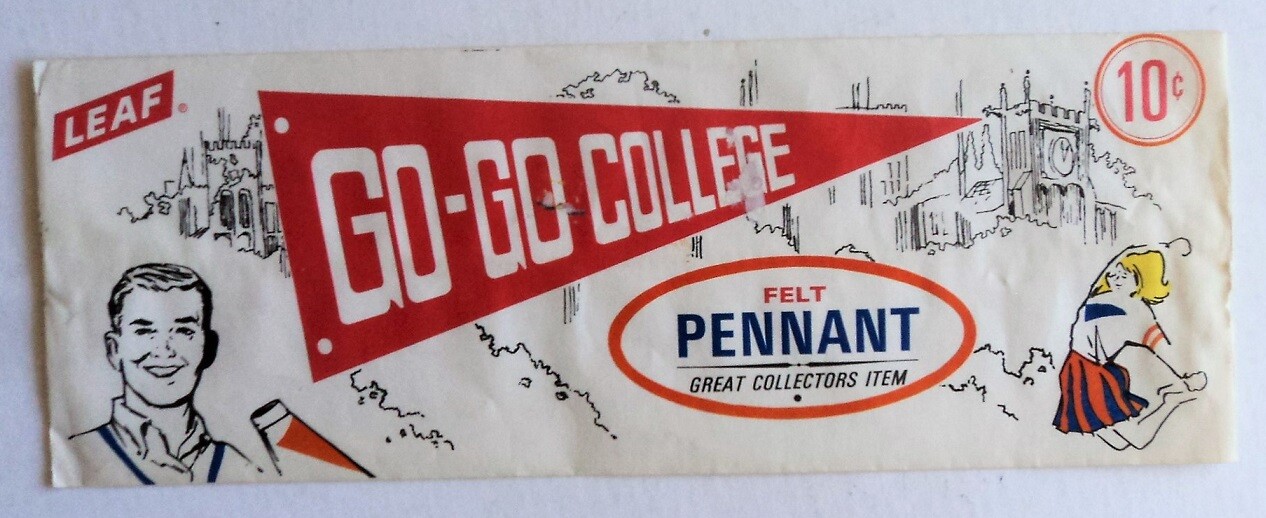 LEAF®
10¢
GO-GO COLLEGE
FELT
PENNANT
GREAT COLLECTORS ITEM